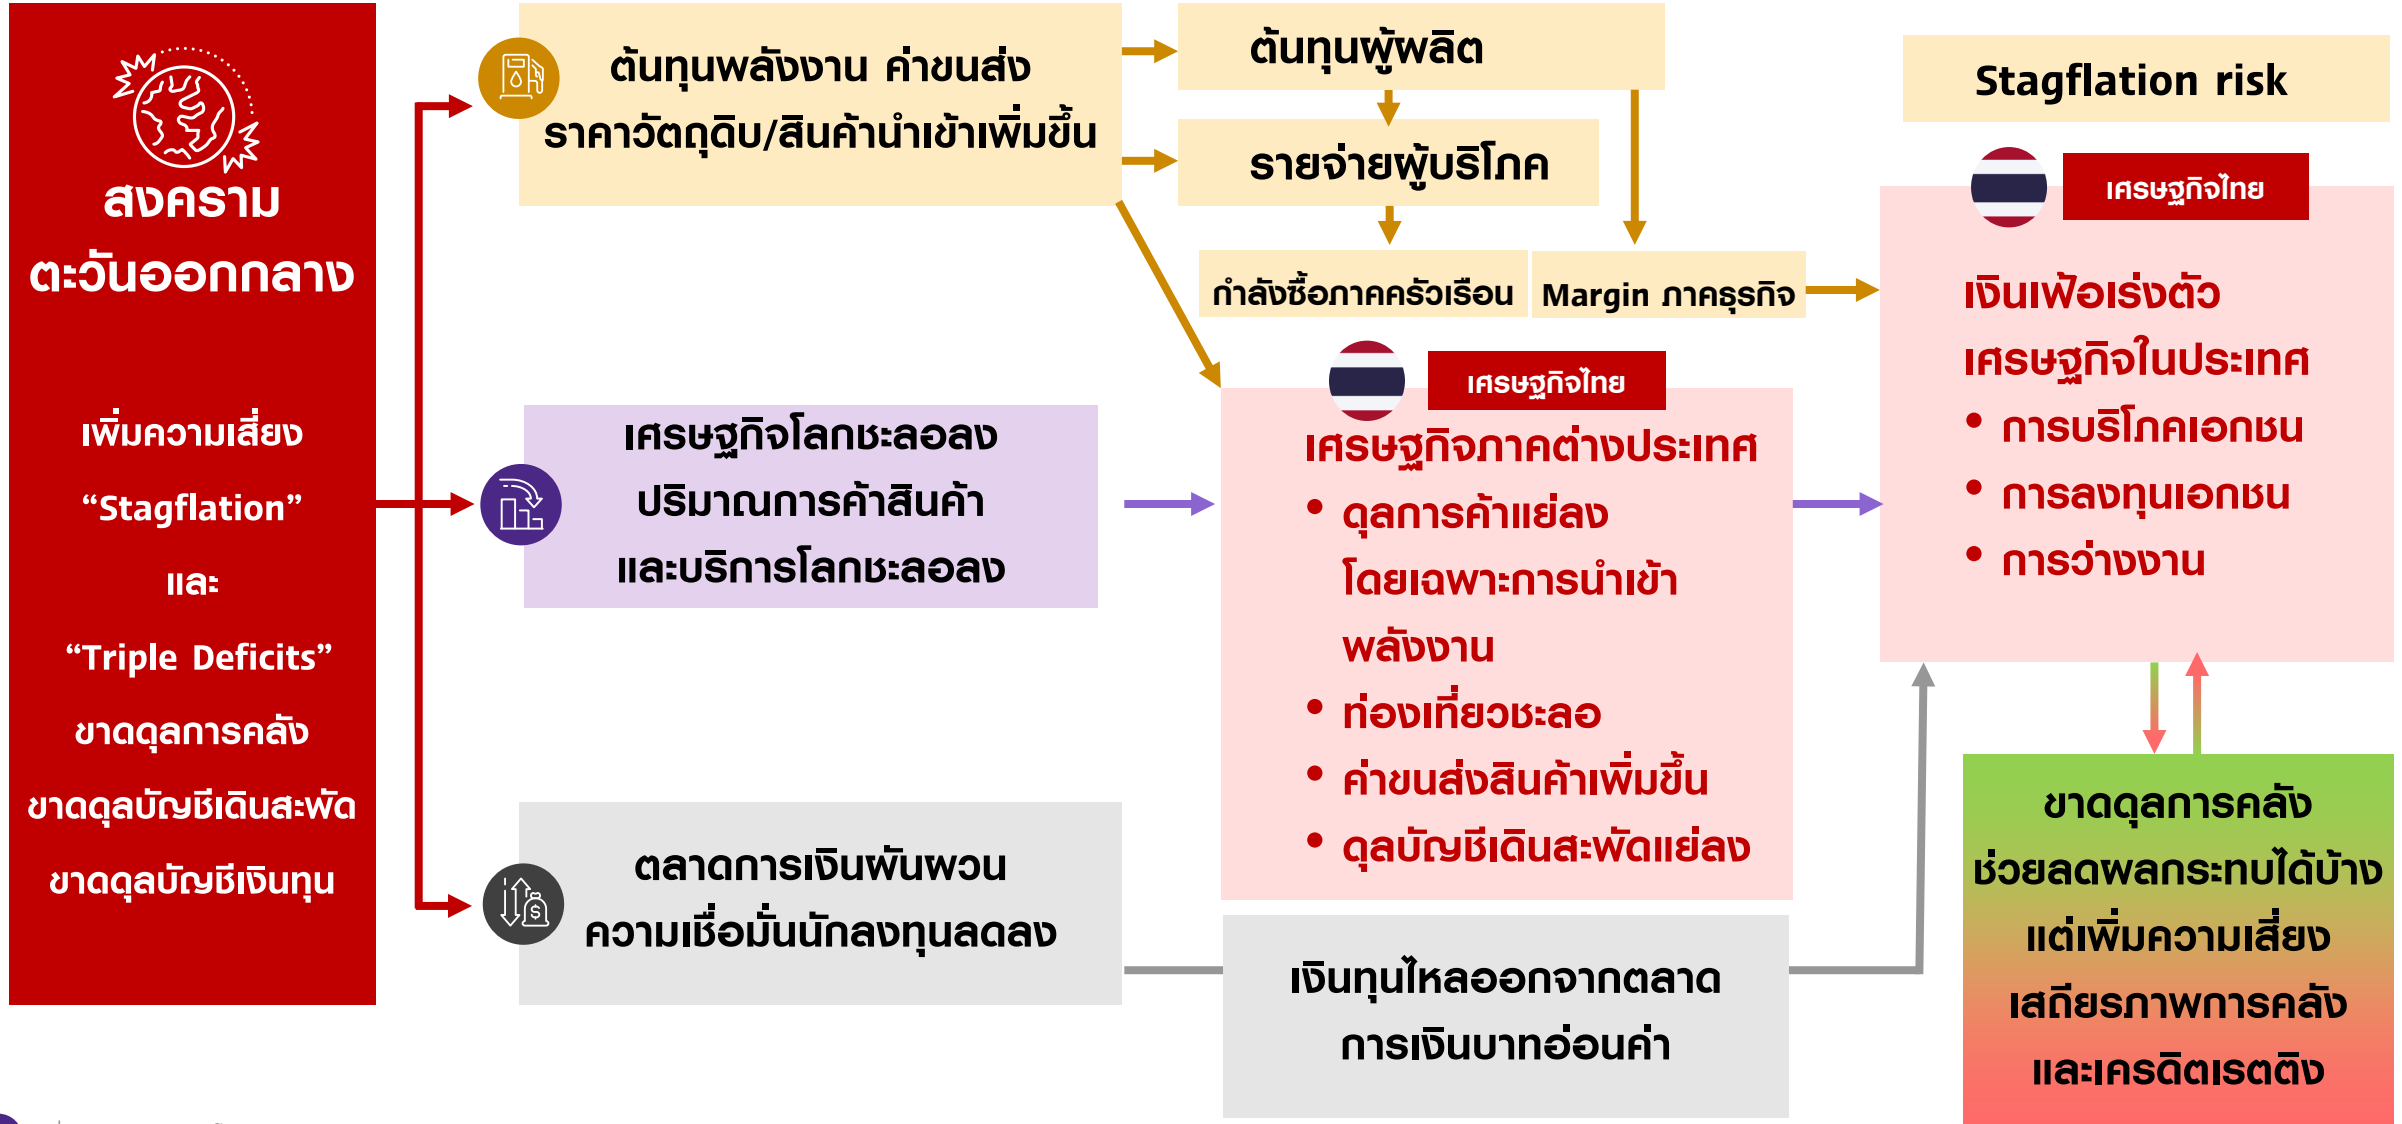 สงคราม
ตะวันออกกลาง
เพิ่มความเสี่ยง
“Stagflation”
และ
“Triple Deficits”
ขาดดุลการคลัง
ขาดดุลบัญชีเดินสะพัด
ขาดดุลบัญชีเงินทุน
ต้นทุนพลังงาน ค่าขนส่ง
ราคาวัตถุดิบ/สินค้านำเข้าเพิ่มขึ้น
ต้นทุนผู้ผลิต
รายจ่ายผู้บริโภค
กำลังซื้อภาคครัวเรือน
Margin ภาคธุรกิจ
เศรษฐกิจโลกชะลอลง
ปริมาณการค้าสินค้า
และบริการโลกชะลอลง
เศรษฐกิจไทย
เศรษฐกิจภาคต่างประเทศ
• ดุลการค้าแย่ลง
โดยเฉพาะการนำเข้า
พลังงาน
• ท่องเที่ยวชะลอ
• ค่าขนส่งสินค้าเพิ่มขึ้น
• ดุลบัญชีเดินสะพัดแย่ลง
ตลาดการเงินผันผวน
ความเชื่อมั่นนักลงทุนลดลง
เงินทุนไหลออกจากตลาด
การเงินบาทอ่อนค่า
Stagflation risk
เศรษฐกิจไทย
เงินเฟ้อเร่งตัว
เศรษฐกิจในประเทศ
• การบริโภคเอกชน
• การลงทุนเอกชน
• การว่างงาน
ขาดดุลการคลัง
ช่วยลดผลกระทบได้บ้าง
แต่เพิ่มความเสี่ยง
เสถียรภาพการคลัง
และเครดิตเรตติง